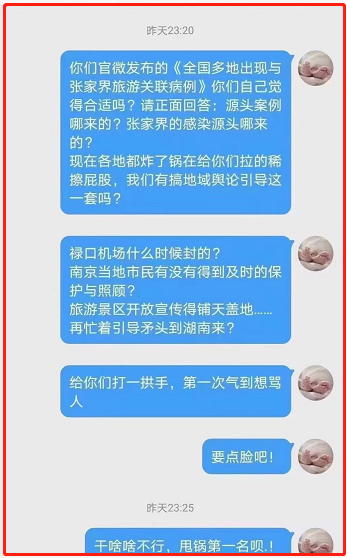 昨天23:20
你们官微发布的《全国多地出现与
张家界旅游关联病例》你们自己觉
得合适吗？请正面回答：源头案例
哪来的？张家界的感染源头哪来
的？
现在各地都炸了锅在给你们拉的稀
擦屁股，我们有搞地域舆论引导这
一套吗？
禄口机场什么时候封的？
南京当地市民有没有得到及时的保
护与照顾？
旅游景区开放宣传得铺天盖地......
再忙着引导矛头到湖南来？
给你们打一拱手，第一次气到想骂
人
要点脸吧！
昨天23:25
干啥啥不行，甩锅第一名呗.！